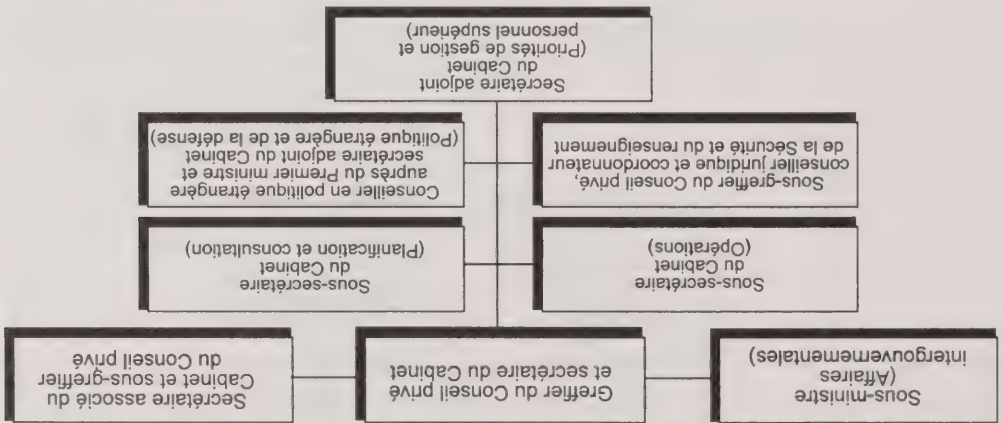 Secrétaire associé du
Cabinet et sous-greffier
du Conseil privé
Greffier du Conseil privé
et secrétaire du Cabinet
Sous-ministre
(Affaires
intergouvernementales)
Sous-secrétaire
du Cabinet
(Planification et consultation)
Sous-secrétaire
du Cabinet
(Opérations)
Conseiller en politique étrangère
auprès du Premier ministre et
secrétaire adjoint du Cabinet
(Politique étrangère et de la défense)
Sous-greffier du Conseil privé,
conseiller juridique et coordonnateur
de la Sécurité et du renseignement
Secrétaire adjoint
du Cabinet
(Priorités de gestion et
personnel supérieur)